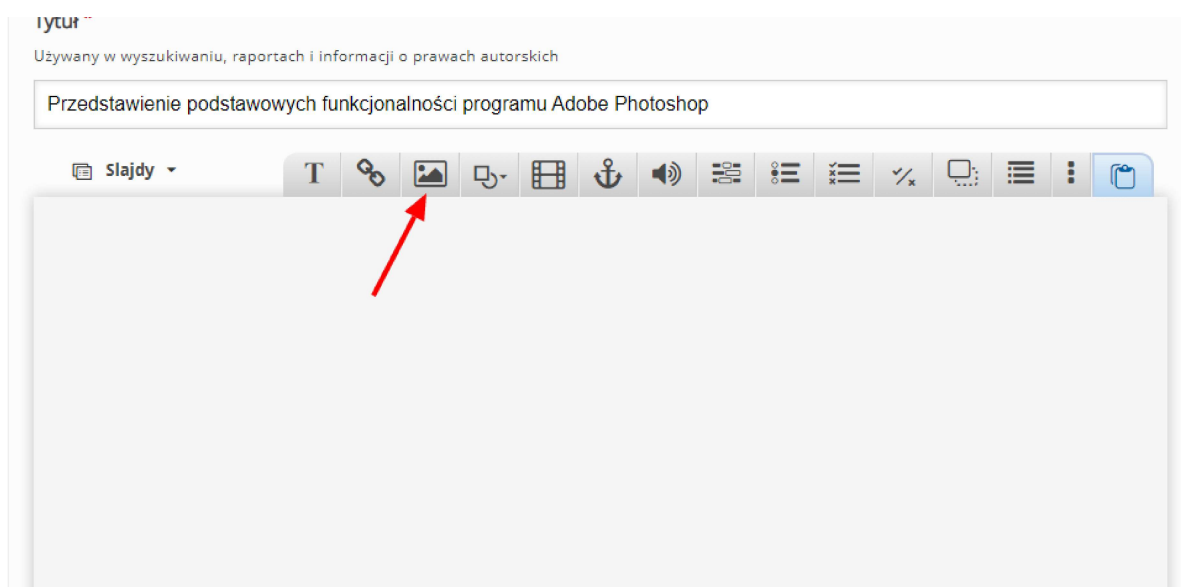 Tytuł *
Używany w wyszukiwaniu, raportach i informacji o prawach autorskich
Przedstawienie podstawowych funkcjonalności programu Adobe Photoshop
Slajdy
T